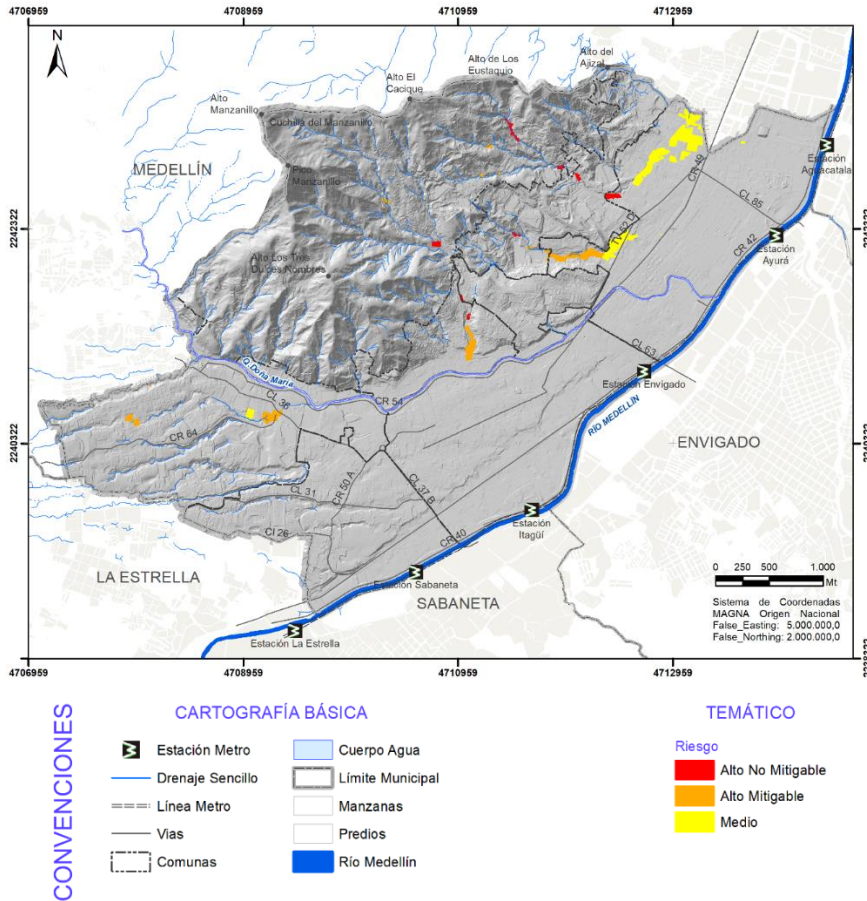 4706959 4708959 4710959 4712959
N
Alto de Los
Eustaquio
Alto del
Ajizal
Alto El
Cacique
Alto
Manzanillo
Cuchilla del Manzanillo
Pico
Manzanillo
MEDELLÍN
CR 49
Estación
Aguacatala
CL 85
2242322 2242322
CR 42
Estación
Ayurá
Alto Los Tres
Dulces Nombres
CL 63
Q. Doña María
Estación Envigado
CL 36
CR 54
RÍO MEDELLÍN
CR 64
ENVIGADO
2240322
CR 50 A
CL 37 B
CL 31
Estación
Itagüí
CR 40
Cl 26
LA ESTRELLA
Estación Sabaneta
SABANETA
0 250 500 1.000
Mt
Sistema de Coordenadas
MAGNA Origen Nacional
False_Easting: 5.000.000,0
False_Northing: 2.000.000,0
Estación La Estrella
4706959 4708959 4710959 4712959
CONVENCIONES
CARTOGRAFÍA BÁSICA
Estación Metro
Drenaje Sencillo
Línea Metro
Vias
Comunas
Cuerpo Agua
Límite Municipal
Manzanas
Predios
Río Medellín
TEMÁTICO
Riesgo
Alto No Mitigable
Alto Mitigable
Medio